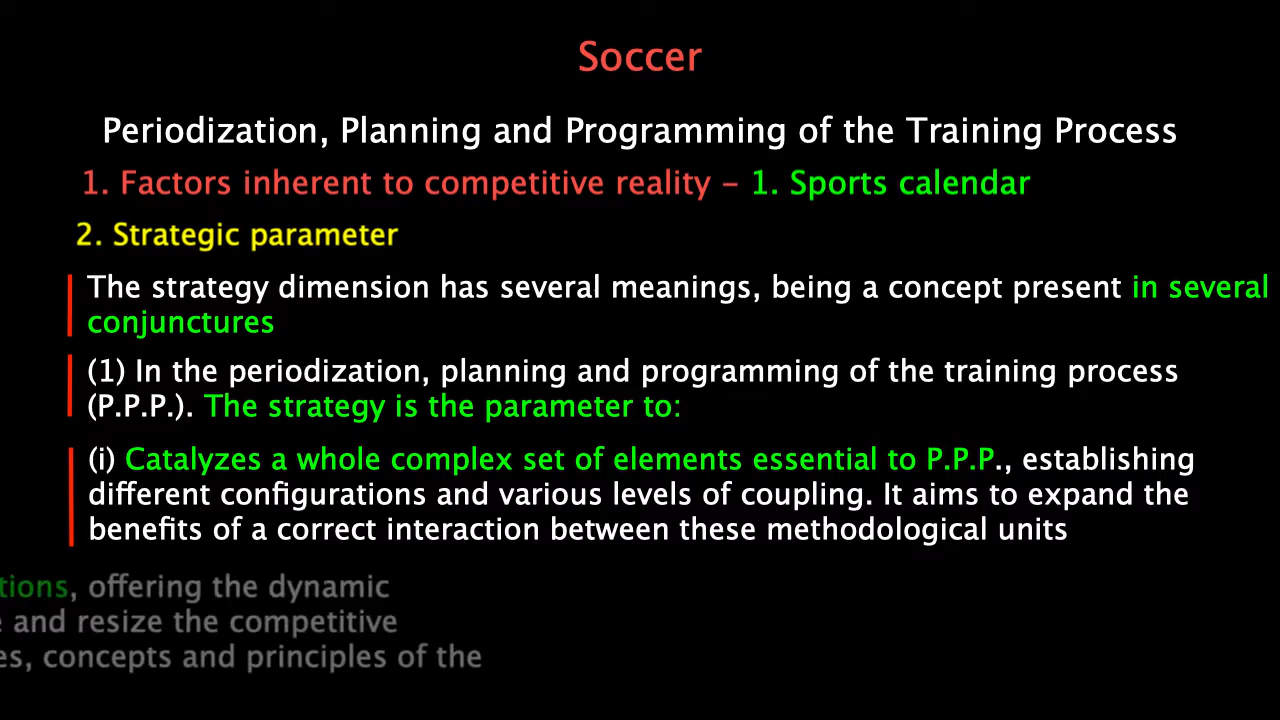 Soccer
Periodization, Planning and Programming of the Training Process
1. Factors inherent to competitive reality – 1. Sports calendar
2. Strategic parameter
The strategy dimension has several meanings, being a concept present in several
conjunctures
(1) In the periodization, planning and programming of the training process
(P.P.P.). The strategy is the parameter to:
(i) Catalyzes a whole complex set of elements essential to P.P.P., establishing
different configurations and various levels of coupling. It aims to expand the
benefits of a correct interaction between these methodological units
offering the dynamic
and resize the competitive
concepts and principles of the